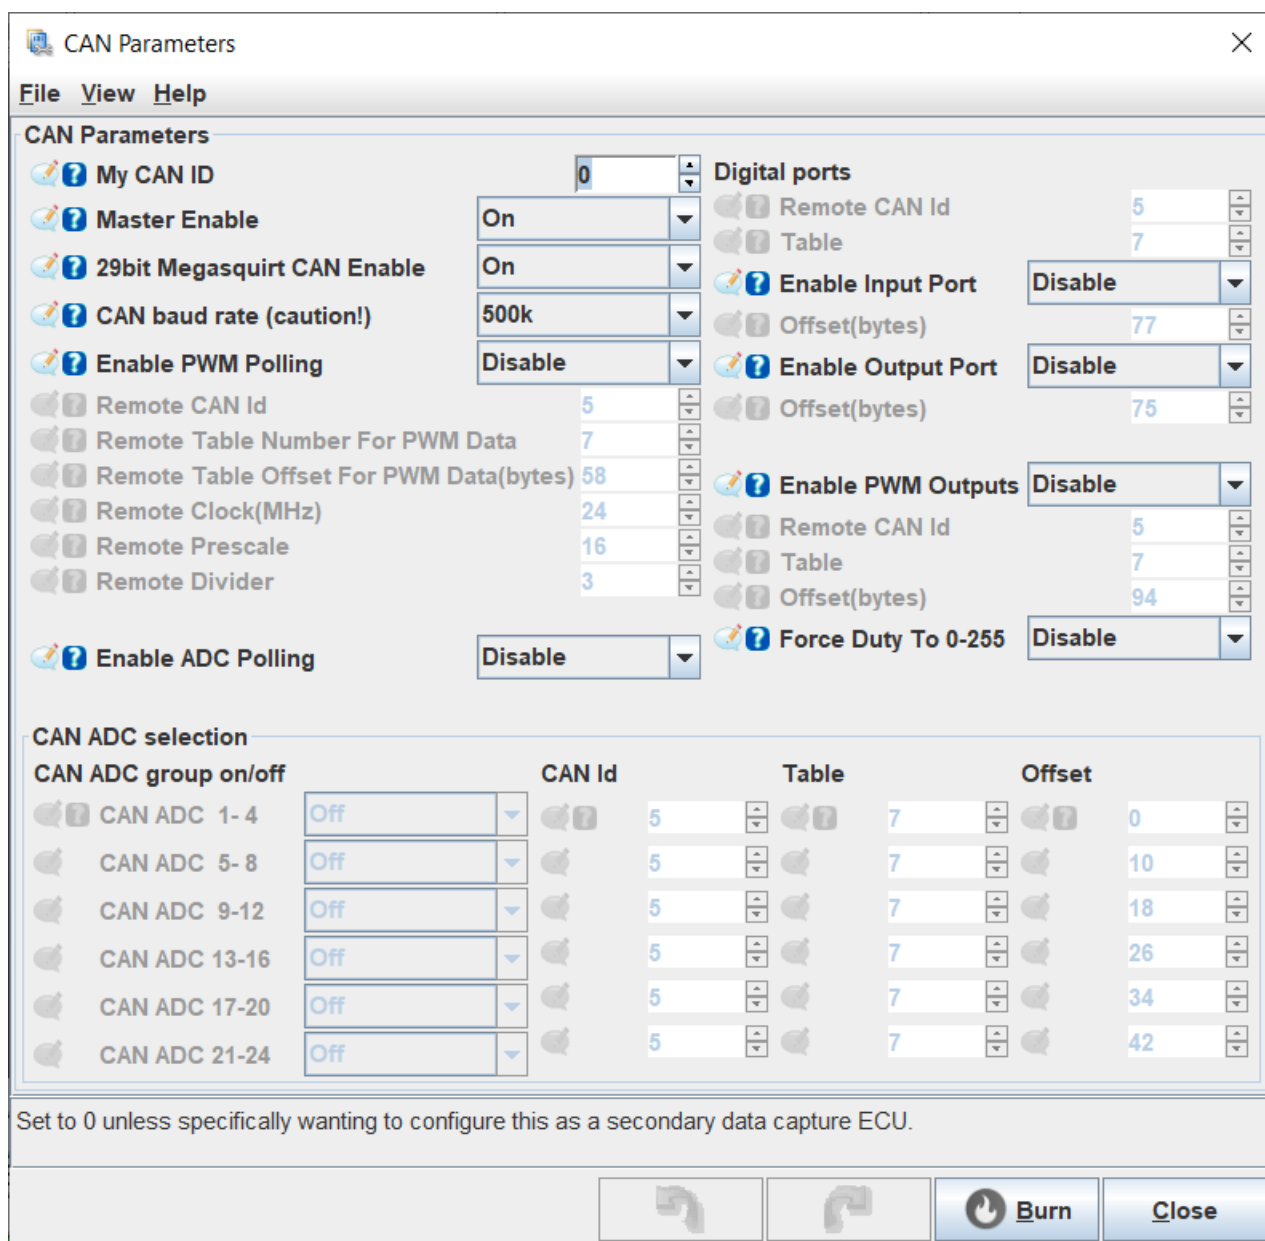 CAN Parameters
File View Help
CAN Parameters
My CAN ID 0
Master Enable On
29bit Megasquirt CAN Enable On
CAN baud rate (caution!) 500k
Enable PWM Polling Disable
Remote CAN Id 5
Remote Table Number For PWM Data 7
Remote Table Offset For PWM Data(bytes) 58
Remote Clock(MHz) 24
Remote Prescale 16
Remote Divider 3
Enable ADC Polling Disable
Digital ports
Remote CAN Id 5
Table 7
Enable Input Port Disable
Offset(bytes) 77
Enable Output Port Disable
Offset(bytes) 75
Enable PWM Outputs Disable
Remote CAN Id 5
Table 7
Offset(bytes) 94
Force Duty To 0-255 Disable
CAN ADC selection
CAN ADC group on/off CAN Id Table Offset
CAN ADC 1- 4 Off 5 7 0
CAN ADC 5- 8 Off 5 7 10
CAN ADC 9-12 Off 5 7 18
CAN ADC 13-16 Off 5 7 26
CAN ADC 17-20 Off 5 7 34
CAN ADC 21-24 Off 5 7 42
Set to 0 unless specifically wanting to configure this as a secondary data capture ECU.
Burn Close